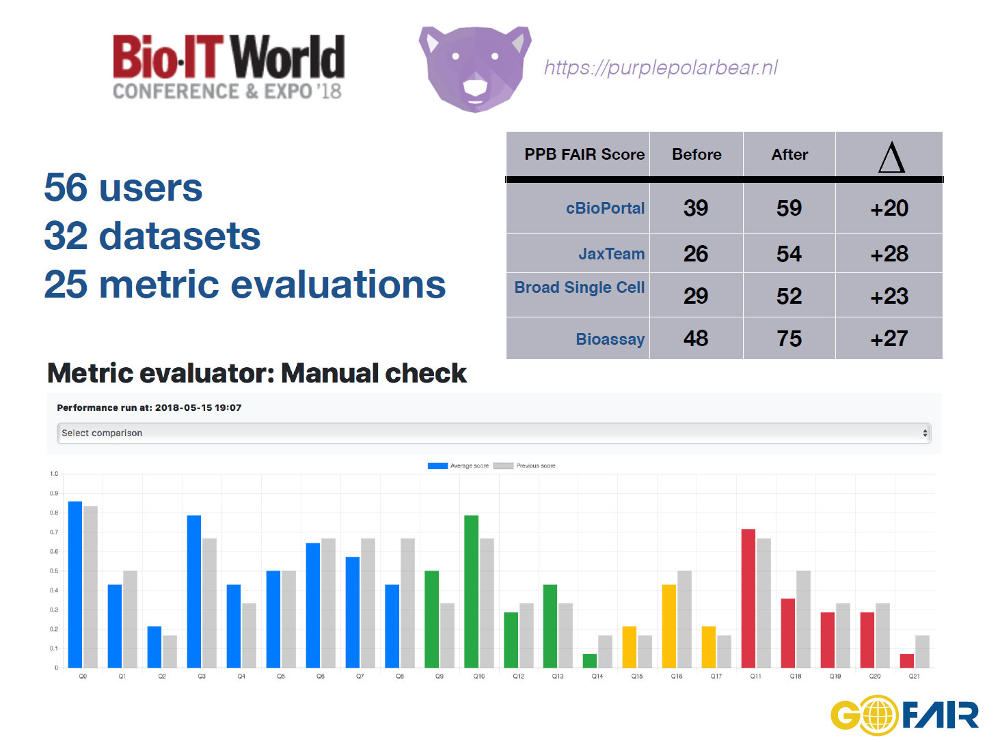 Bio·IT World
CONFERENCE & EXPO '18
https://purplepolarbear.nl
56 users
32 datasets
25 metric evaluations
PPB FAIR Score Before After Δ
cBioPortal 39 59 +20
JaxTeam 26 54 +28
Broad Single Cell 29 52 +23
Bioassay 48 75 +27
Metric evaluator: Manual check
Performance run at: 2018-05-15 19:07
Select comparison
Average score Previous score
1.0
0.9
0.8
0.7
0.6
0.5
0.4
0.3
0.2
0.1
0
Q0 Q1 Q2 Q3 Q4 Q5 Q6 Q7 Q8 Q9 Q10 Q12 Q13 Q14 Q15 Q16 Q17 Q11 Q18 Q19 Q20 Q21
GO FAIR